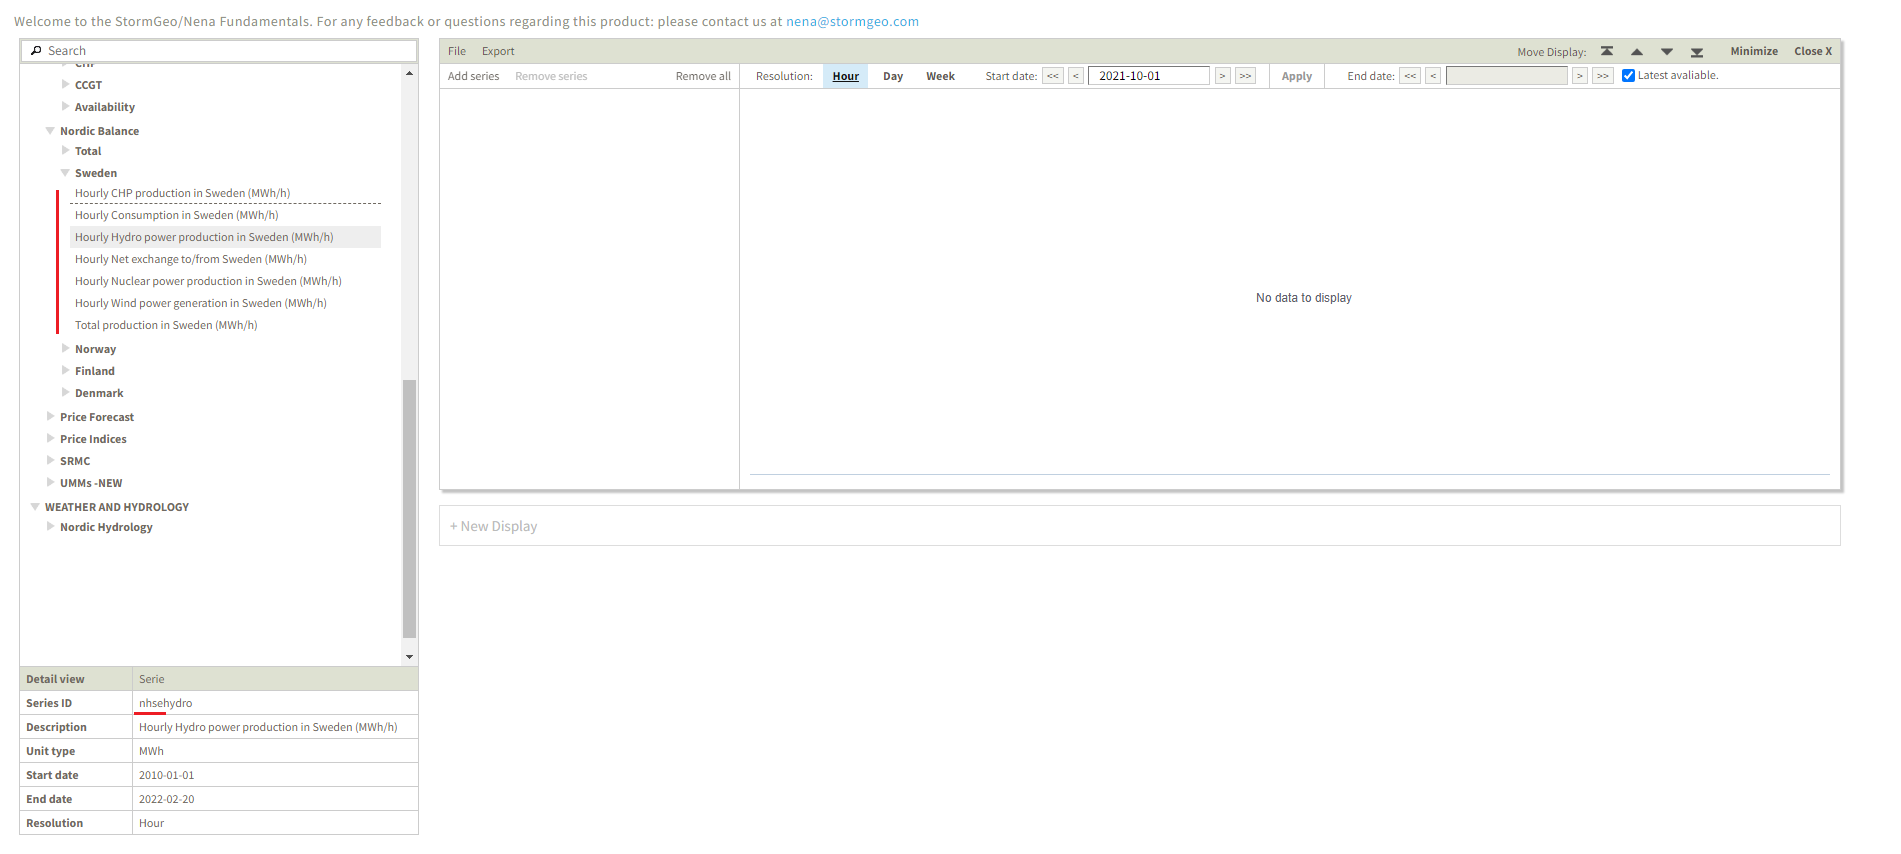 Welcome to the StormGeo/Nena Fundamentals. For any feedback or questions regarding this product: please contact us at nena@stormgeo.com
Search
CHP
CCGT
Availability
Nordic Balance
Total
Sweden
Hourly CHP production in Sweden (MWh/h)
Hourly Consumption in Sweden (MWh/h)
Hourly Hydro power production in Sweden (MWh/h)
Hourly Net exchange to/from Sweden (MWh/h)
Hourly Nuclear power production in Sweden (MWh/h)
Hourly Wind power generation in Sweden (MWh/h)
Total production in Sweden (MWh/h)
Norway
Finland
Denmark
Price Forecast
Price Indices
SRMC
UMMs -NEW
WEATHER AND HYDROLOGY
Nordic Hydrology
Detail view Serie
Series ID nhsehydro
Description Hourly Hydro power production in Sweden (MWh/h)
Unit type MWh
Start date 2010-01-01
End date 2022-02-20
Resolution Hour
File Export Move Display: Minimize Close X
Add series Remove series Remove all Resolution: Hour Day Week Start date: << < 2021-10-01 > >> Apply End date: << < > >> Latest avaliable.
No data to display
+ New Display